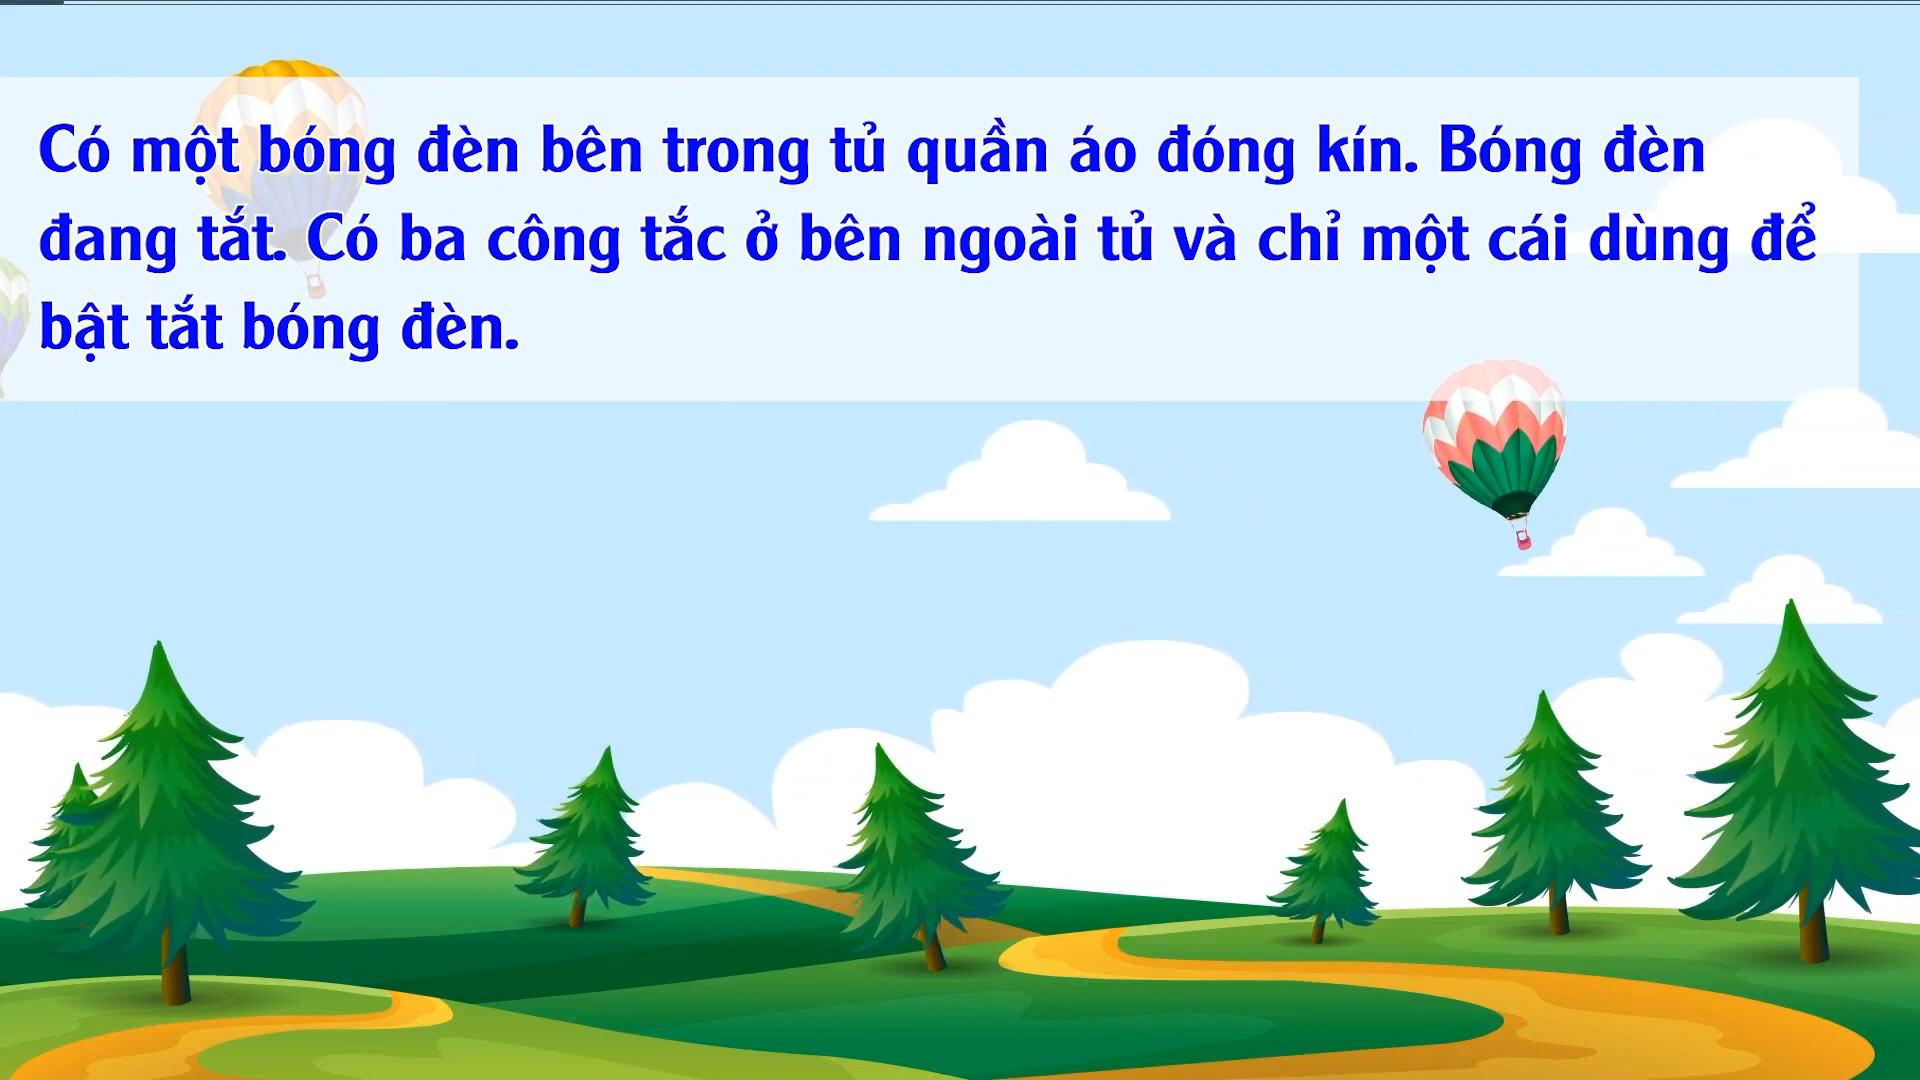 Có một bóng đèn bên trong tủ quần áo đóng kín. Bóng đèn
đang tắt. Có ba công tắc ở bên ngoài tủ và chỉ một cái dùng để
bật tắt bóng đèn.